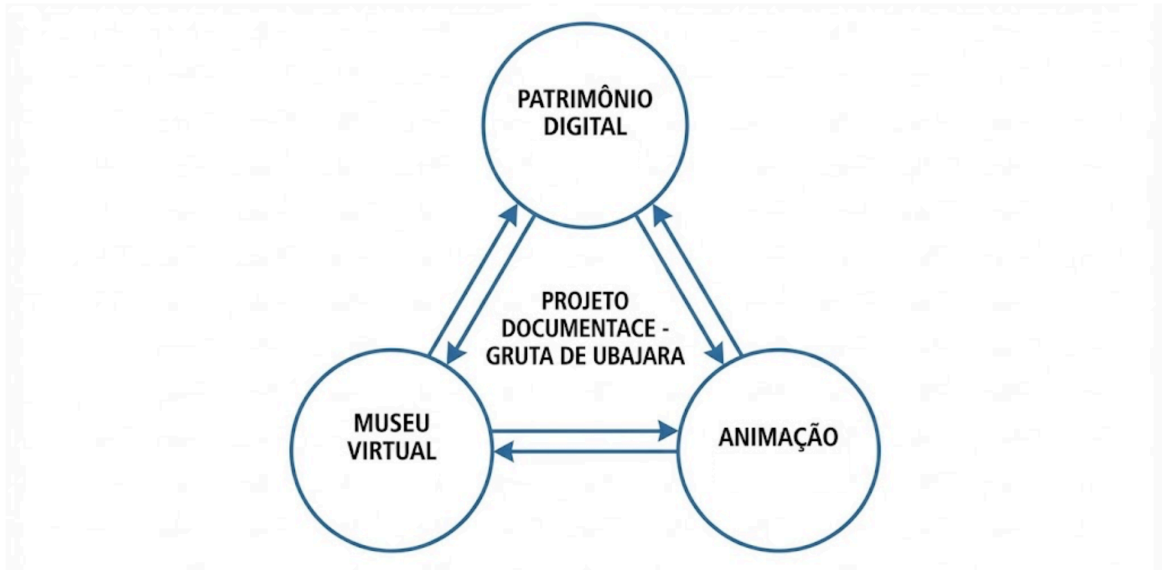 PATRIMÔNIO
DIGITAL
PROJETO
DOCUMENTACE -
GRUTA DE UBAJARA
MUSEU
VIRTUAL
ANIMAÇÃO